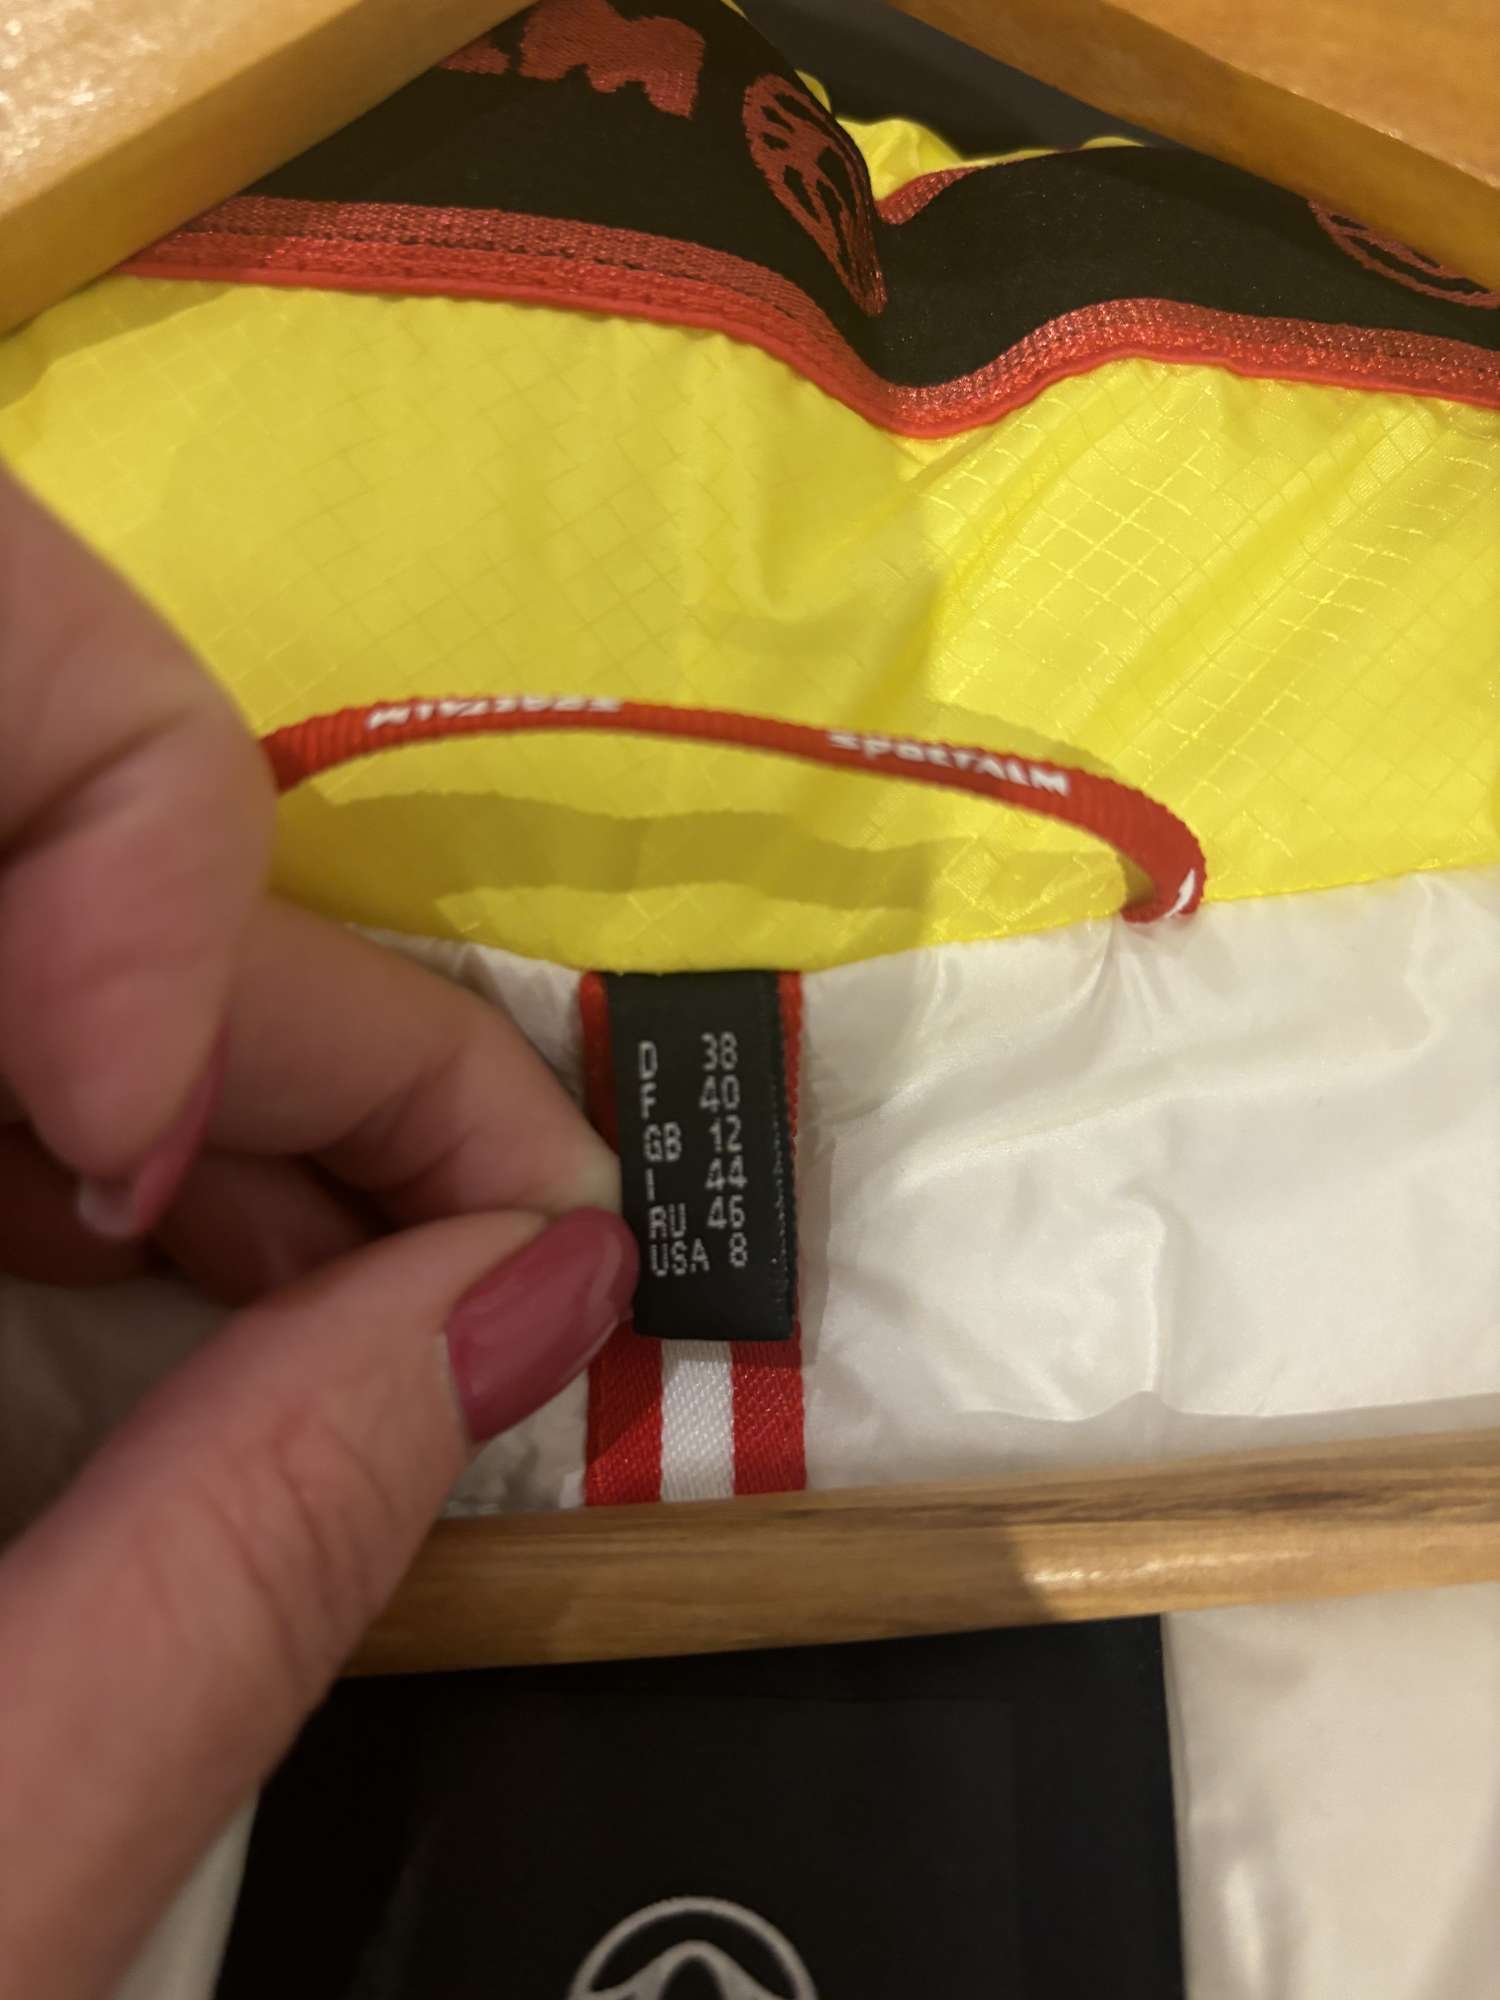 SPORTALM
SPORTALM
D 38
F 40
GB 12
I 44
RU 46
USA 8